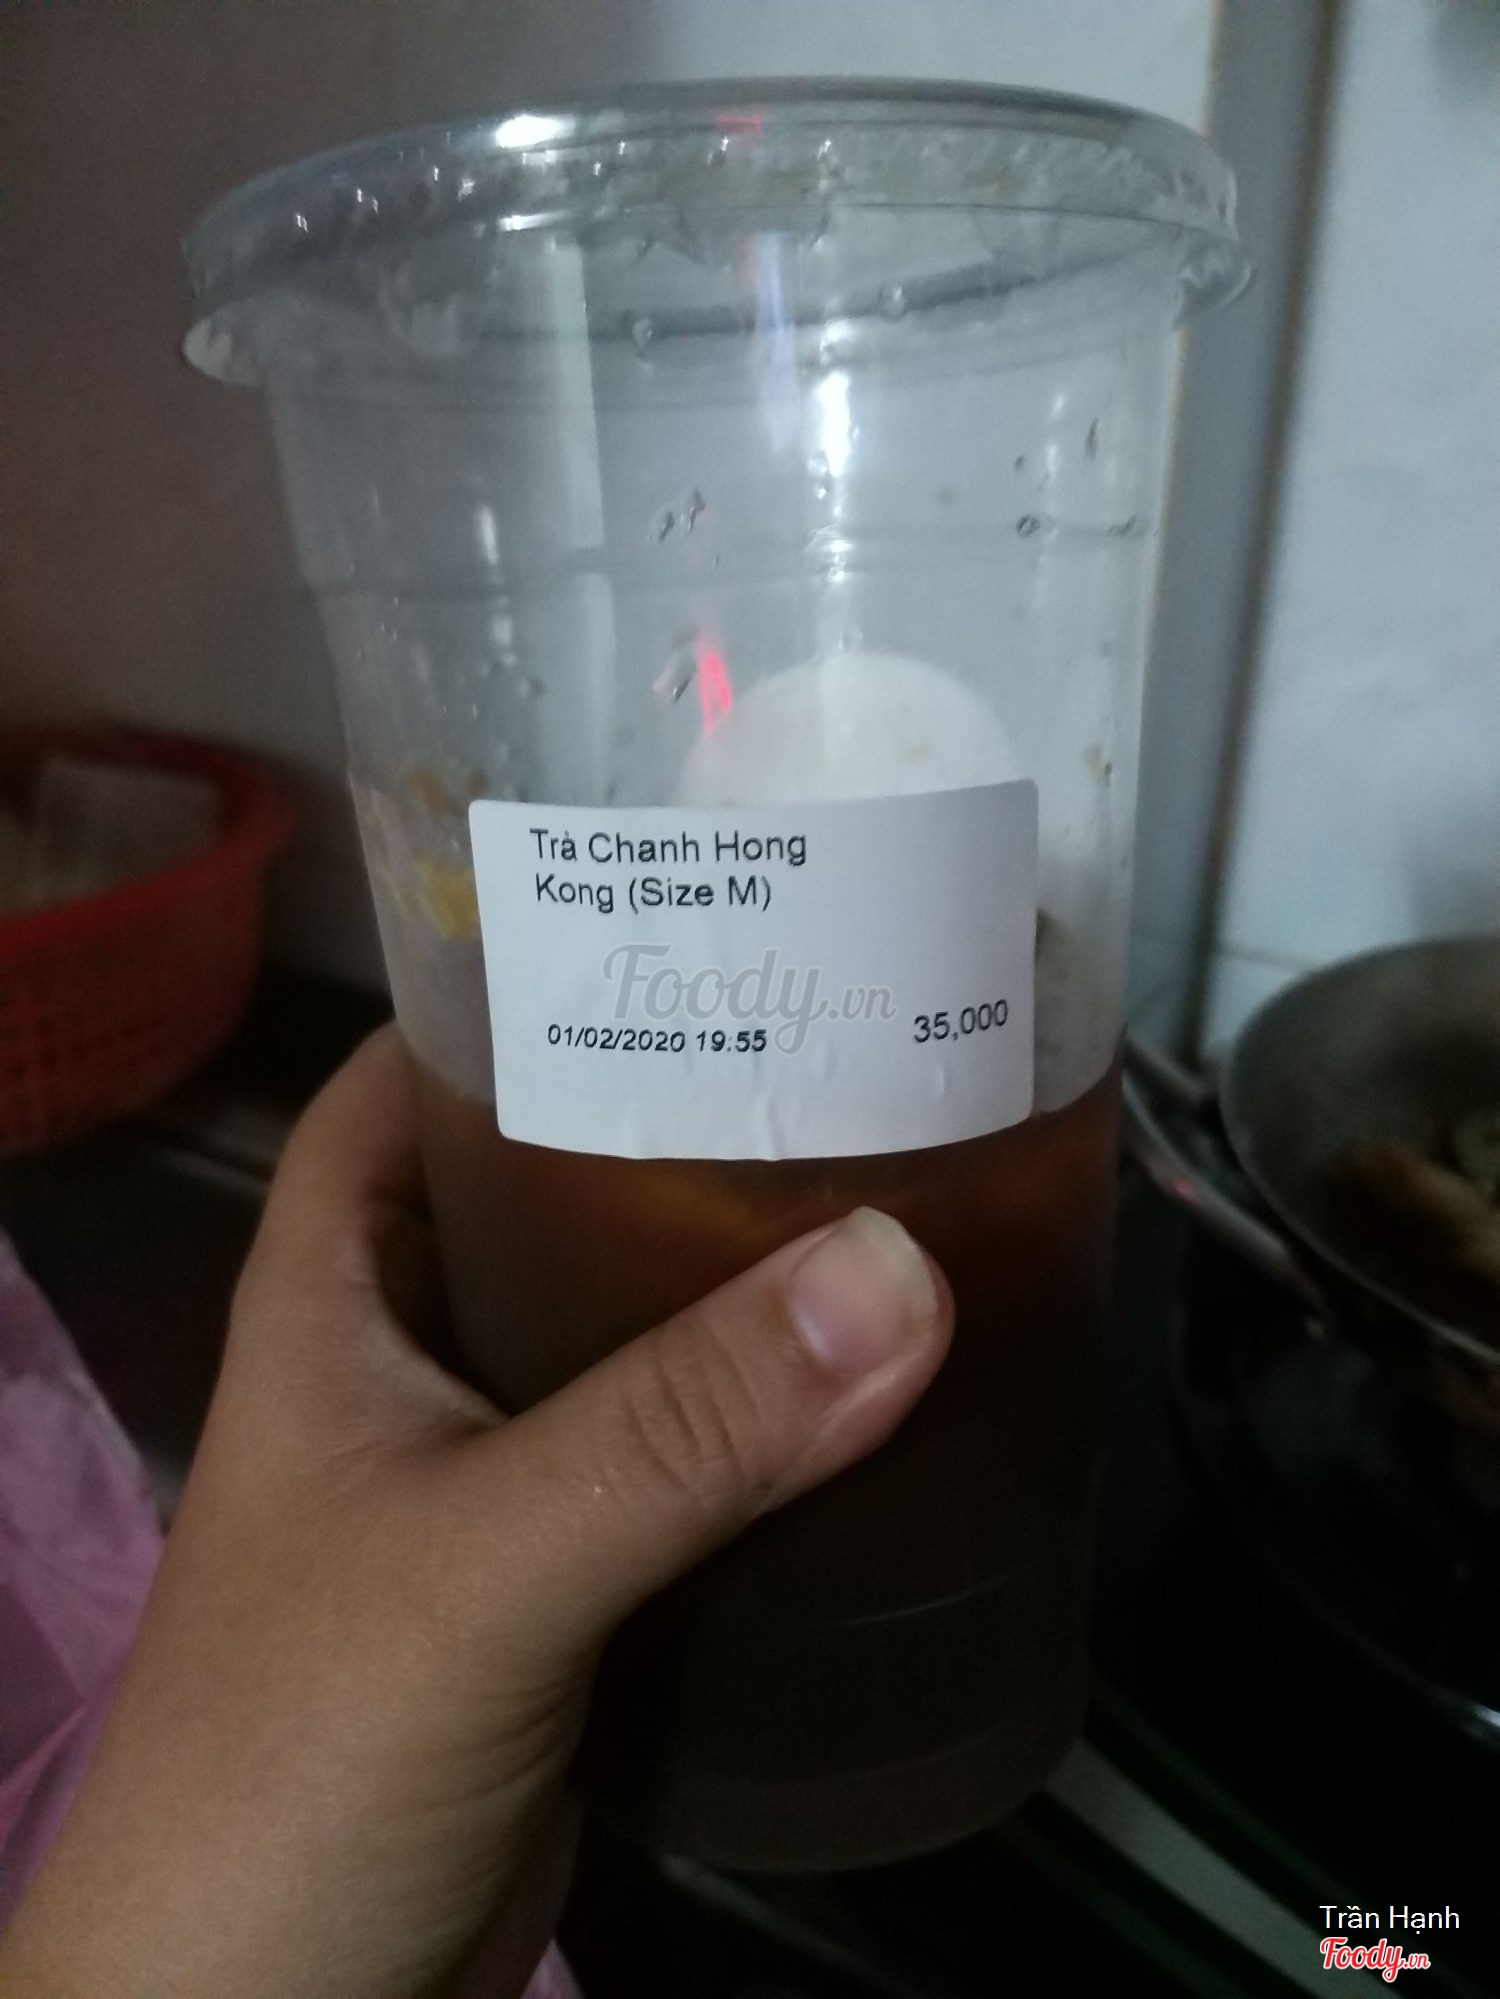 Trà Chanh Hong
Kong (Size M)
Foody.vn
01/02/2020 19:55
35,000
Trần Hạnh
Foody.vn